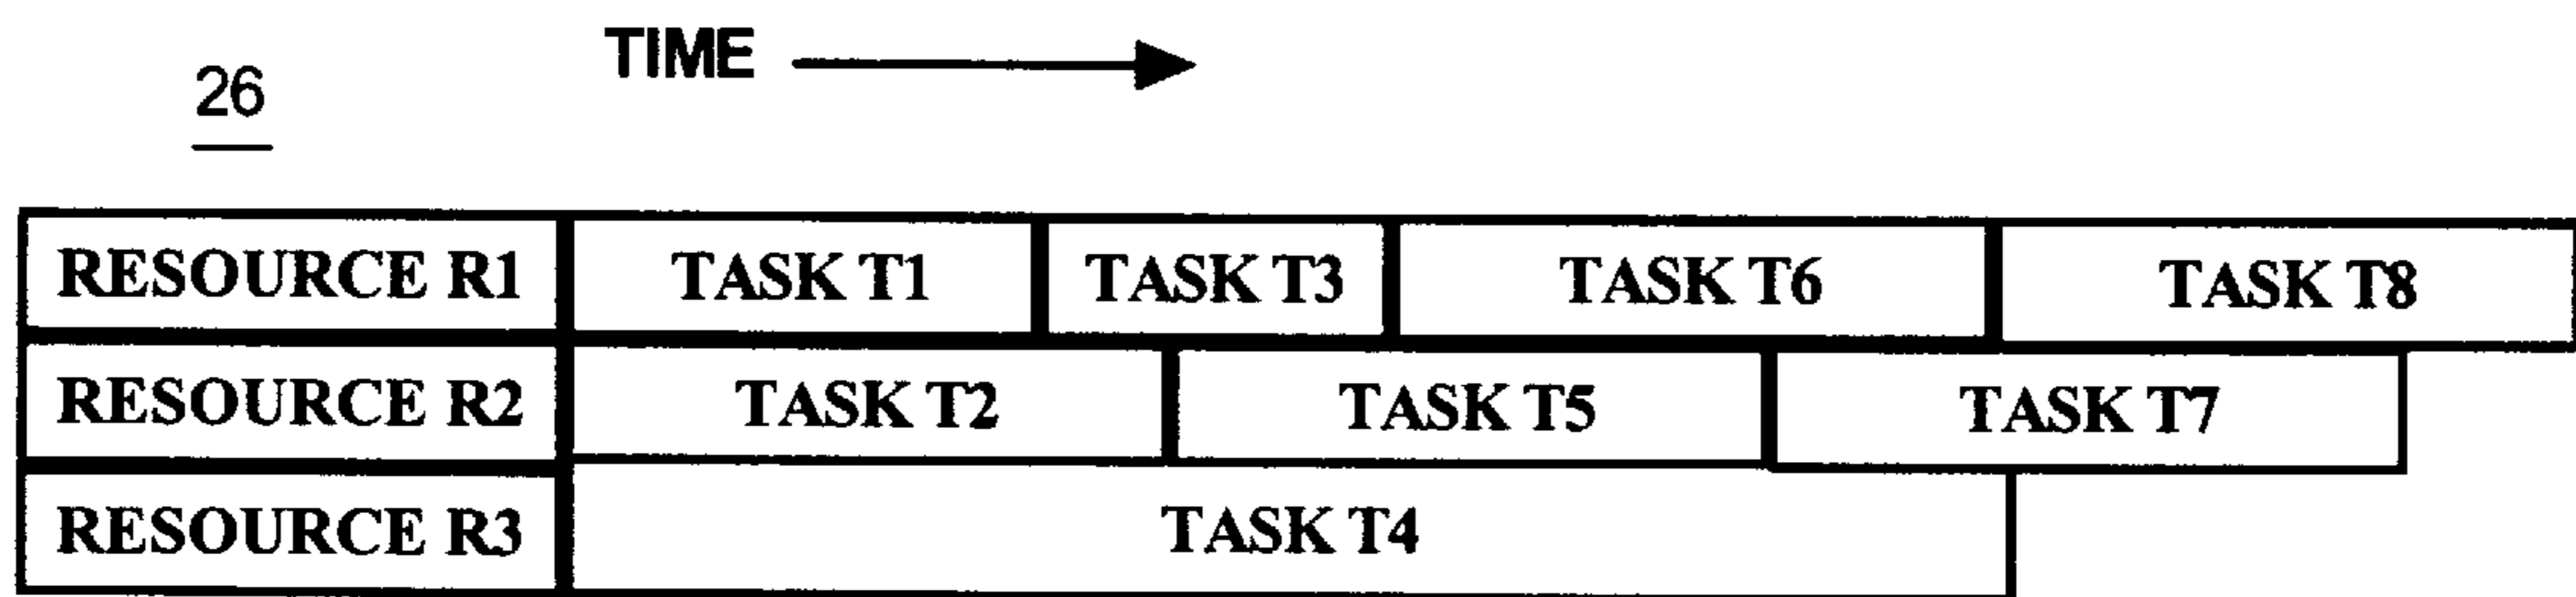 TIME
26
RESOURCE R1 TASK T1 TASK T3 TASK T6 TASK T8
RESOURCE R2 TASK T2 TASK T5 TASK T7
RESOURCE R3 TASK T4